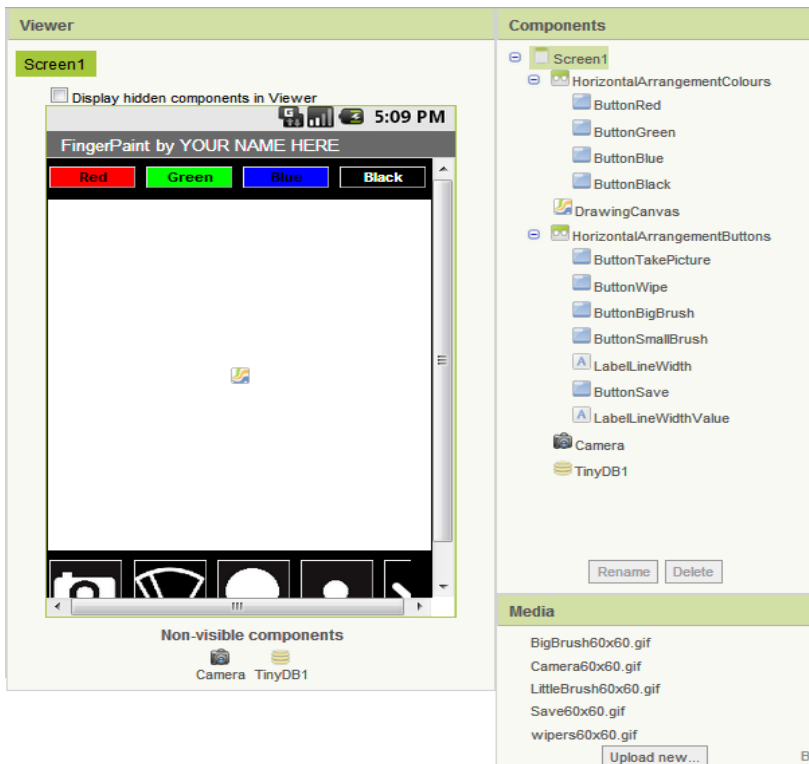 Viewer
Screen1
Display hidden components in Viewer
5:09 PM
FingerPaint by YOUR NAME HERE
Red Green Blue Black
Non-visible components
Camera TinyDB1
Components
Screen1
HorizontalArrangementColours
ButtonRed
ButtonGreen
ButtonBlue
ButtonBlack
DrawingCanvas
HorizontalArrangementButtons
ButtonTakePicture
ButtonWipe
ButtonBigBrush
ButtonSmallBrush
A LabelLineWidth
ButtonSave
A LabelLineWidthValue
Camera
TinyDB1
Rename Delete
Media
BigBrush60x60.gif
Camera60x60.gif
LittleBrush60x60.gif
Save60x60.gif
wipers60x60.gif
Upload new...